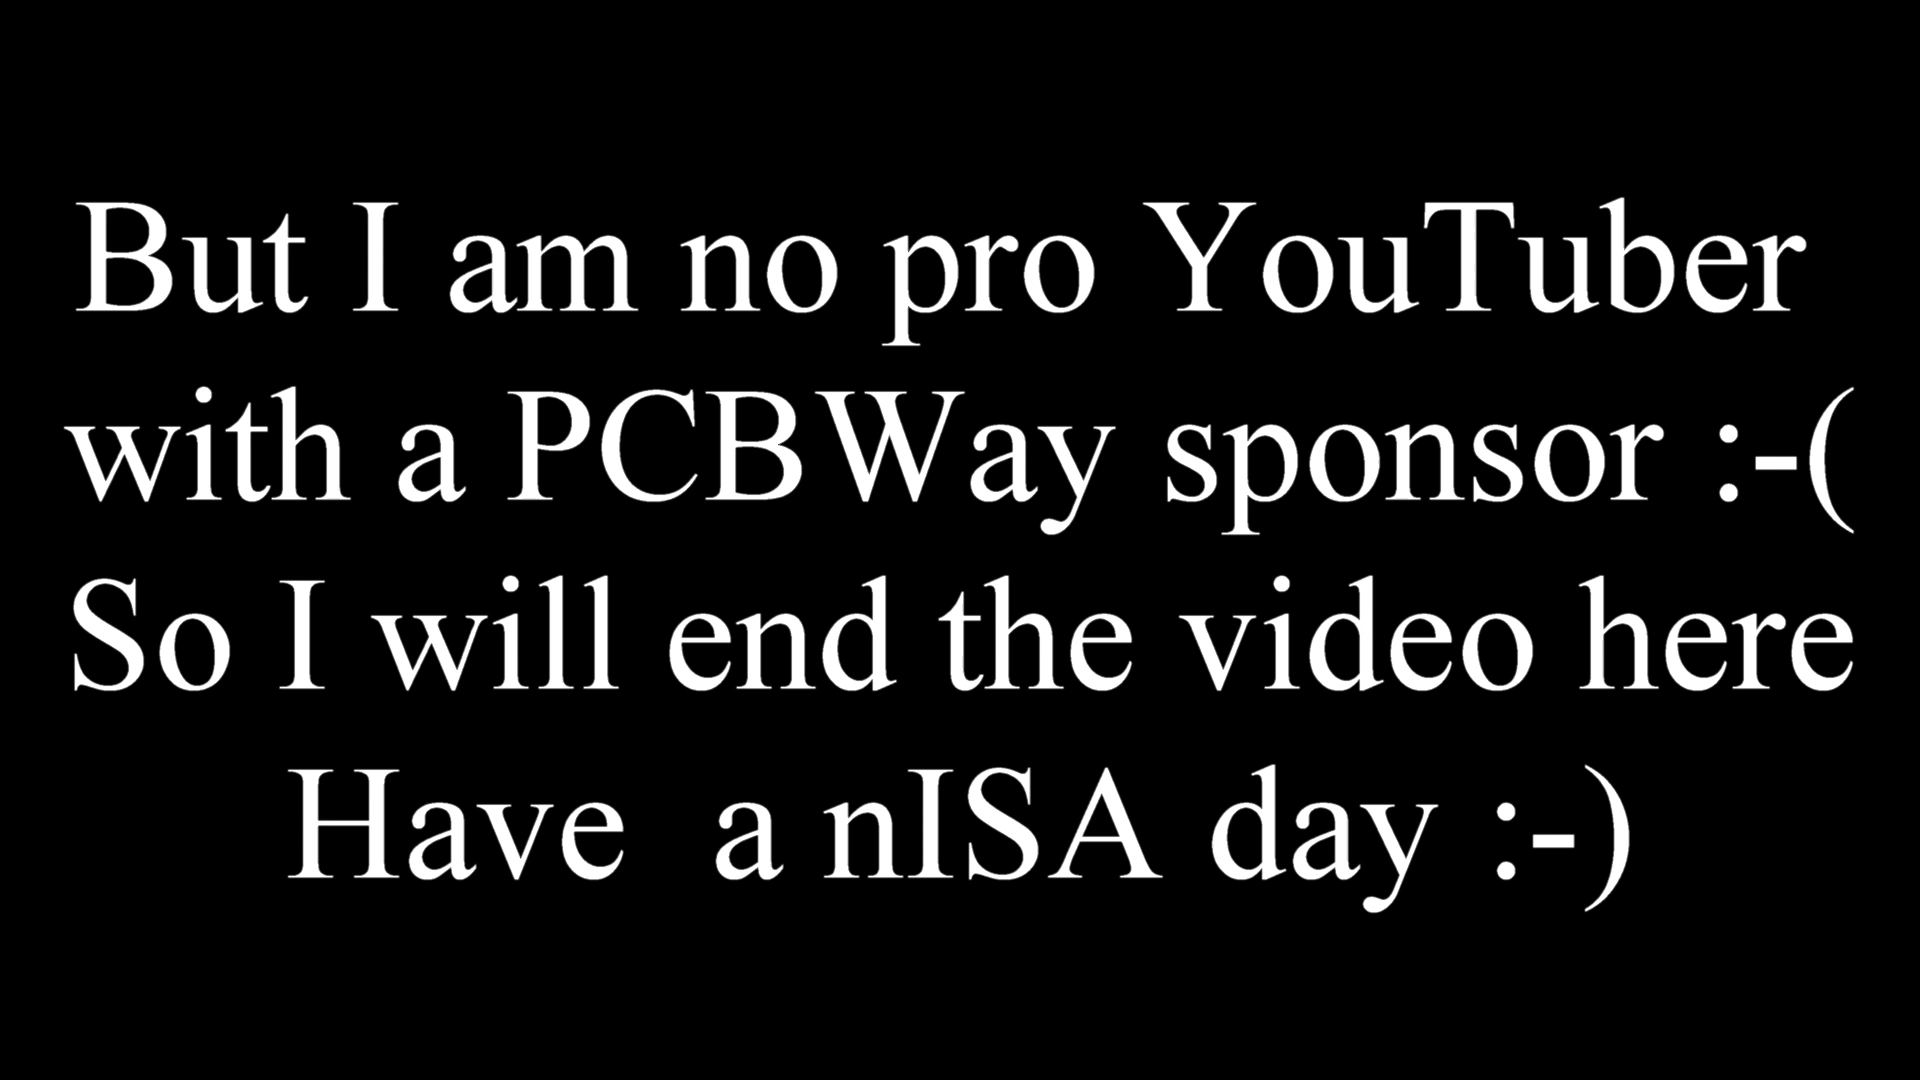 But I am no pro YouTuber
with a PCBWay sponsor :-(
So I will end the video here
Have  a nISA day :-)